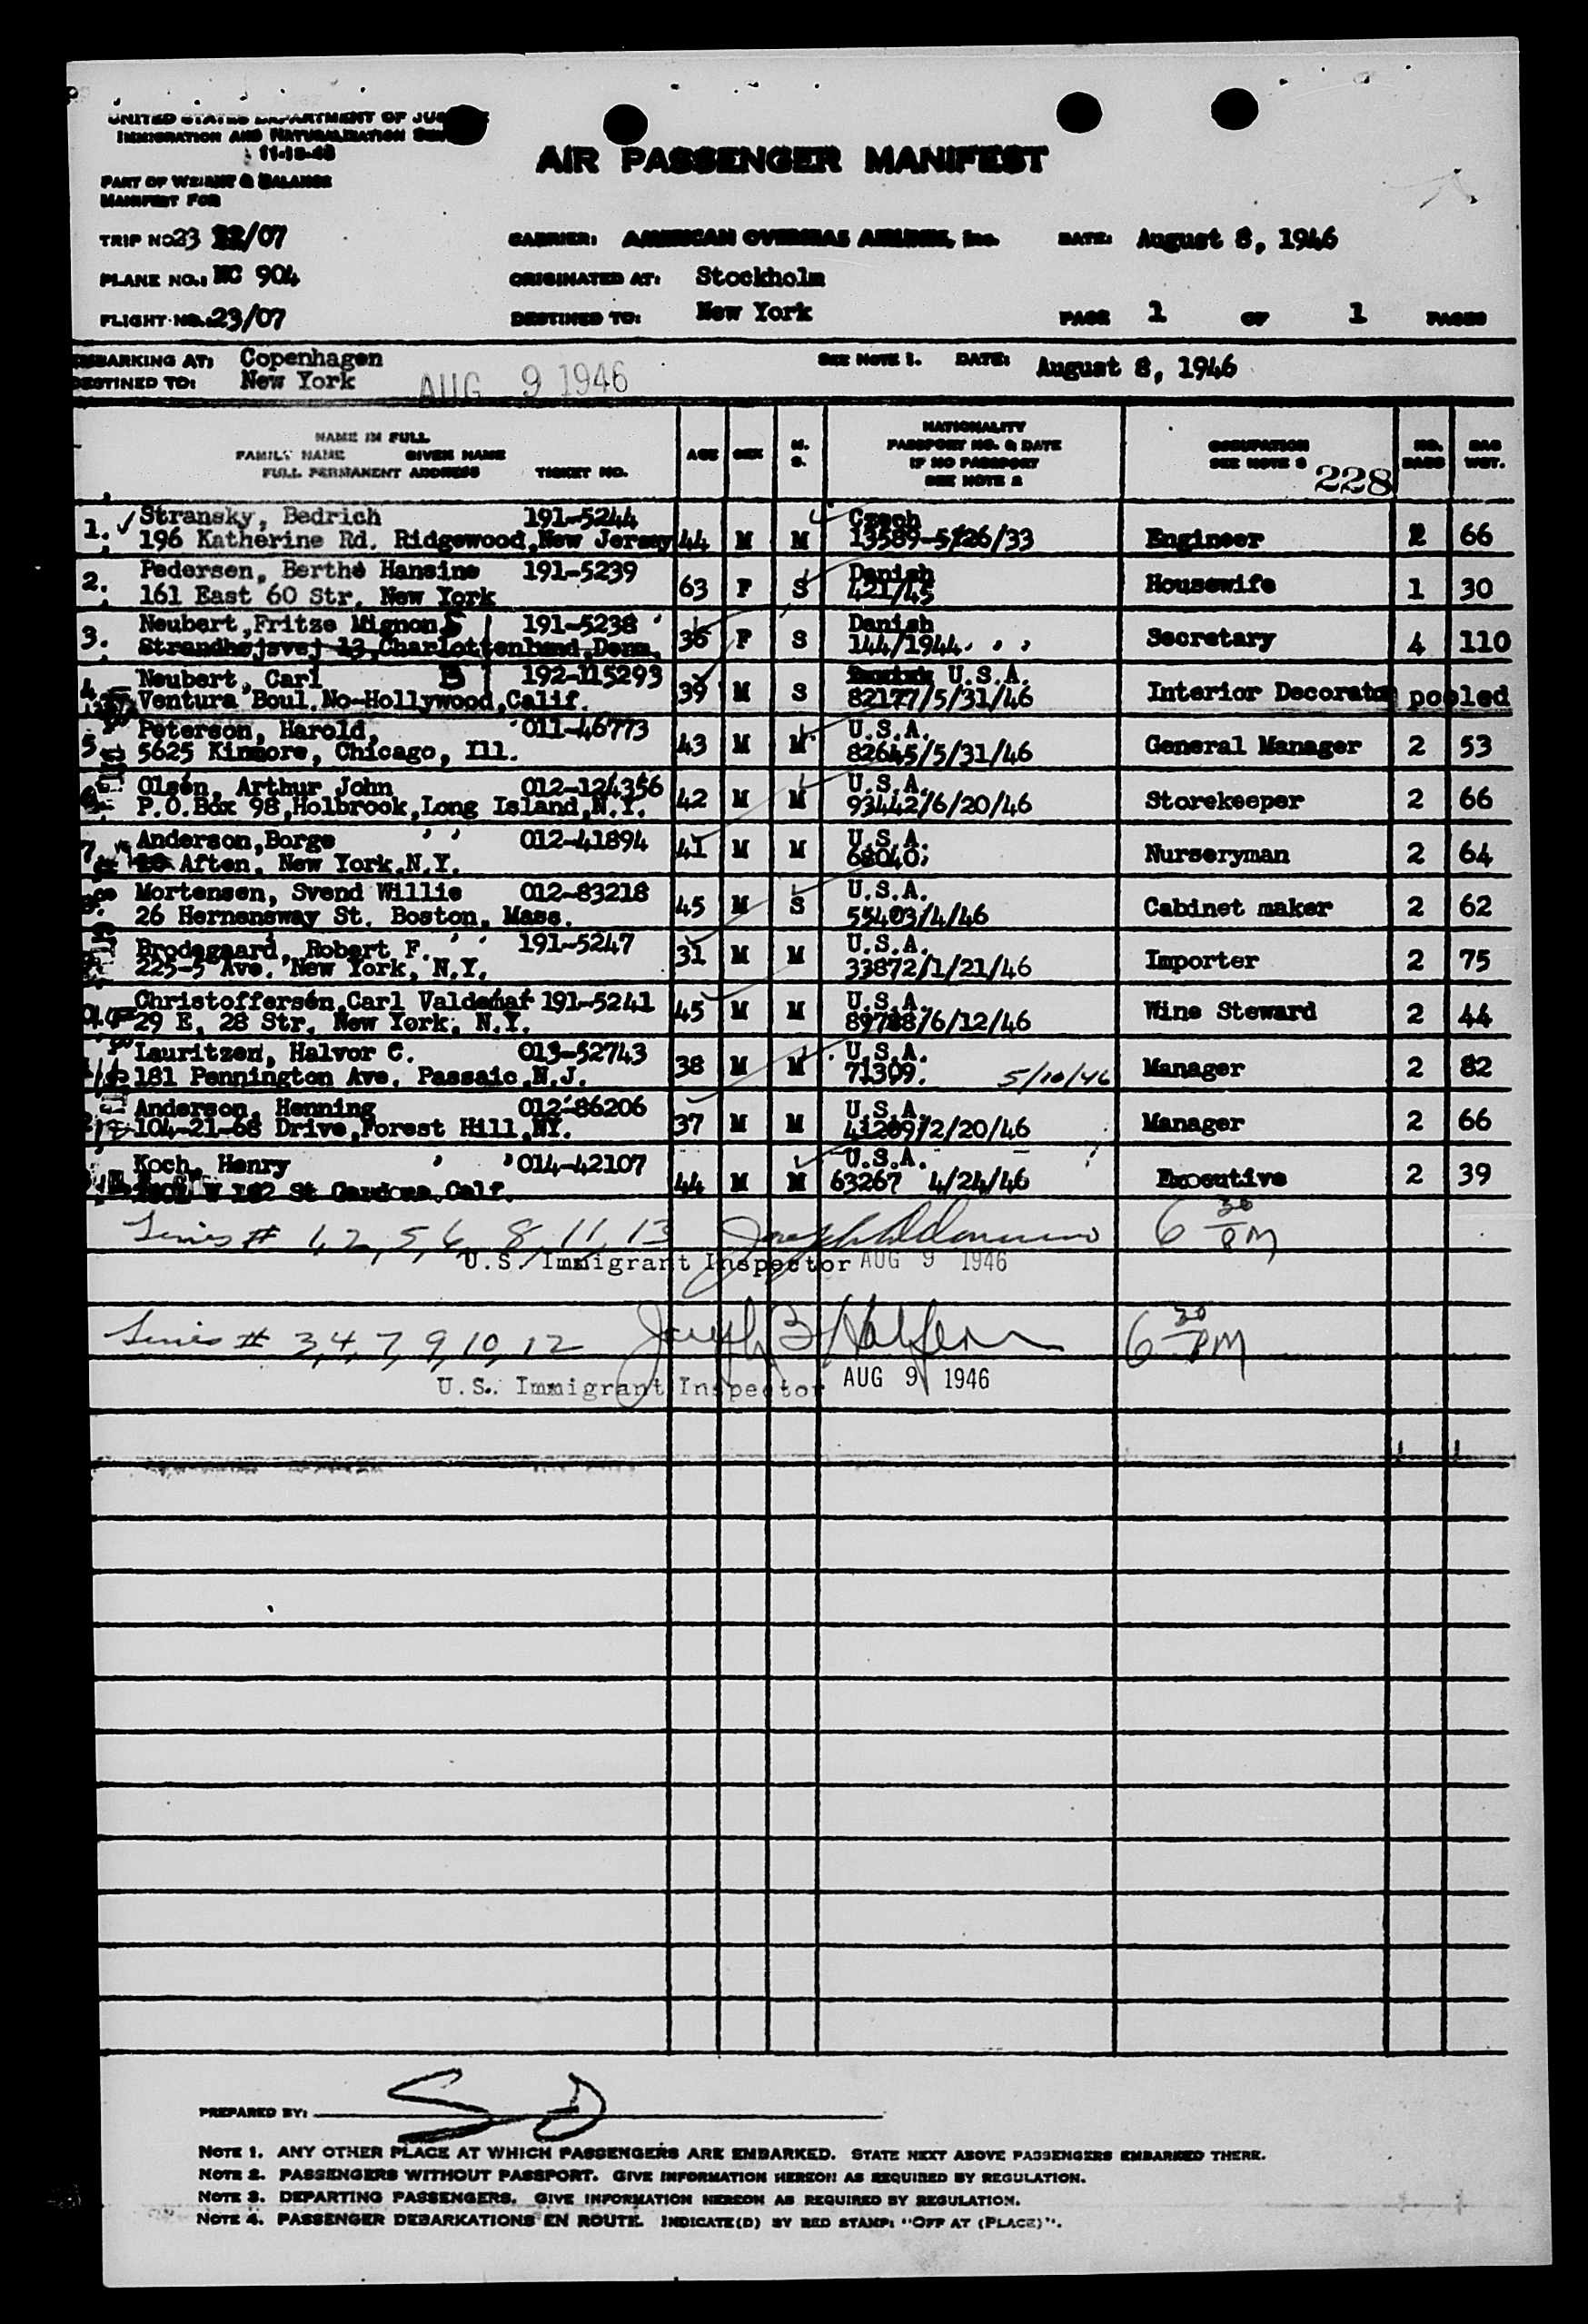 UNITED STATES DEPARTMENT OF JUS
IMMIGRATION AND NATURALIZATION SER
11-18-43
AIR PASSENGER MANIFEST
PART OF WEIGHT & BALANCE
MANIFEST FOR
TRIP NO 23 /07 CARRIER: AMERICAN OVERSEAS AIRLINES, Inc. DATE: August 8, 1946
PLANE NO.: NC 904 ORIGINATED AT: Stockholm
FLIGHT NO. 23/07 DESTINED TO: New York PAGE 1 OF 1 PAGES
EMBARKING AT: Copenhagen SEE NOTE 1. DATE: August 8, 1946
DESTINED TO: New York AUG 9 1946
NAME IN FULL
FAMILY NAME GIVEN NAME
FULL PERMANENT ADDRESS TICKET NO.
AGE SEX M. S.
NATIONALITY
PASSPORT NO. & DATE
IF NO PASSPORT
SEE NOTE 2
OCCUPATION
SEE NOTE 3 228
NO. BAGS BAG WGT.
1. Stransky, Bedrich 191-5244 Czech
196 Katherine Rd. Ridgewood,New Jersey 44 M M 13589-5/26/33 Engineer 2 66
2. Pedersen, Berthe Hansine 191-5239 Danish
161 East 60 Str. New York 63 F S 421/45 Housewife 1 30
3. Neubert,Fritze Mignon 191-5238 Danish
Strandhøjsvej 13,Charlottenlund,Denm. 36 F S 144/1944 Secretary 4 110
4. Neubert, Carl B 192-115293 U.S.A.
Ventura Boul.No-Hollywood,Calif. 39 M S 82177/5/31/46 Interior Decorator pooled
5. Peterson, Harold, 011-46773 U.S.A.
5625 Kinmore, Chicago, Ill. 43 M M 82645/5/31/46 General Manager 2 53
Olsen, Arthur John 012-124356 U.S.A.
P.O.Box 98,Holbrook,Long Island,N.Y. 42 M M 93442/6/20/46 Storekeeper 2 66
7 Anderson,Borge 012-41894 U.S.A.
Aften, New York,N.Y. 41 M M 68040 Nurseryman 2 64
Mortensen, Svend Willie 012-83218 U.S.A.
26 Hernensway St. Boston, Mass. 45 M S 55403/4/46 Cabinet maker 2 62
Brodegaard, Robert F. 191-5247 U.S.A.
225-5 Ave. New York, N.Y. 31 M M 33872/1/21/46 Importer 2 75
Christoffersen,Carl Valdemar 191-5241 U.S.A.
29 E. 28 Str. New York, N.Y. 45 M M 89788/6/12/46 Wine Steward 2 44
Lauritzen, Halvor C. 013-52743 U.S.A.
181 Pennington Ave. Passaic,N.J. 38 M M 71309. 5/10/46 Manager 2 82
Anderson, Henning 012-86206 U.S.A.
104-21-68 Drive,Forest Hill,NY. 37 M M 41209/2/20/46 Manager 2 66
Koch, Henry 014-42107 U.S.A.
W 182 St Gardona.Calf. 44 M M 63267 4/24/46 Executive 2 39
Lines # 1, 2, 5, 6, 8, 11, 13 6 30 PM
U.S. Immigrant Inspector AUG 9 1946
Lines # 3, 4, 7, 9, 10, 12 Joseph B Halpern 6 30 PM
U.S. Immigrant Inspector AUG 9 1946
PREPARED BY:
NOTE 1. ANY OTHER PLACE AT WHICH PASSENGERS ARE EMBARKED. STATE NEXT ABOVE PASSENGERS EMBARKED THERE.
NOTE 2. PASSENGERS WITHOUT PASSPORT. GIVE INFORMATION HEREON AS REQUIRED BY REGULATION.
NOTE 3. DEPARTING PASSENGERS. GIVE INFORMATION HEREON AS REQUIRED BY REGULATION.
NOTE 4. PASSENGER DEBARKATIONS EN ROUTE. INDICATE(D) BY RED STAMP: "OFF AT (PLACE)".